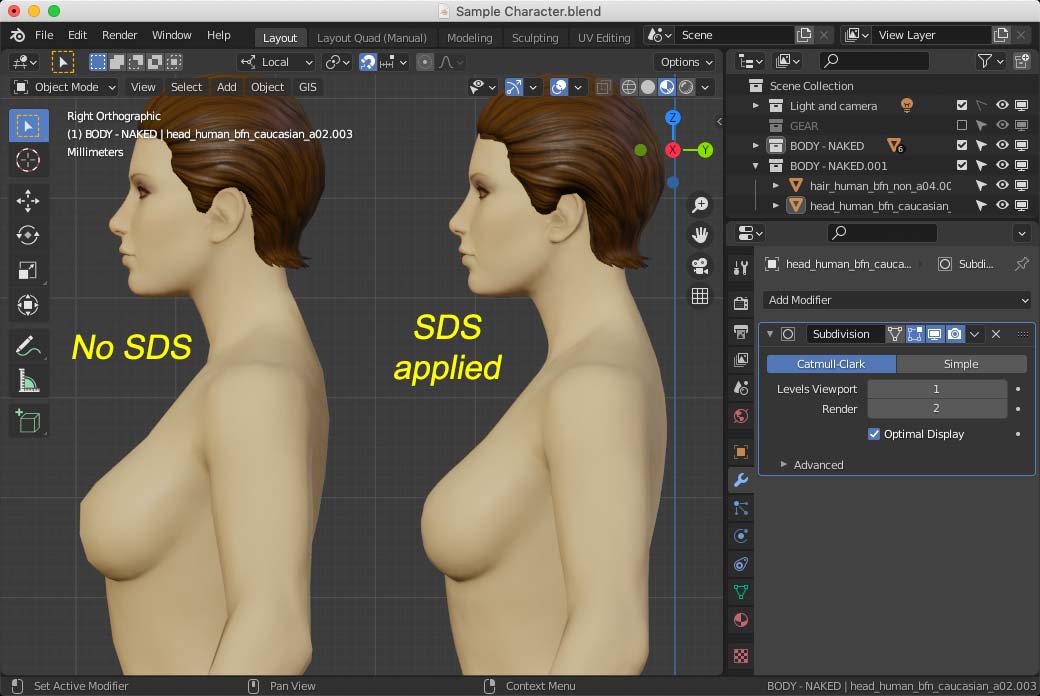 Sample Character.blend
File Edit Render Window Help
Layout Layout Quad (Manual) Modeling Sculpting UV Editing
Scene
View Layer
Local
Options
Object Mode View Select Add Object GIS
Right Orthographic
(1) BODY - NAKED | head_human_bfn_caucasian_a02.003
Millimeters
Z
X
Y
No SDS
SDS
applied
Scene Collection
Light and camera
GEAR
BODY - NAKED
6
BODY - NAKED.001
hair_human_bfn_non_a04.00
head_human_bfn_caucasian_
head_human_bfn_cauca... Subdi...
Add Modifier
Subdivision
Catmull-Clark Simple
Levels Viewport 1
Render 2
Optimal Display
Advanced
Set Active Modifier Pan View Context Menu BODY - NAKED | head_human_bfn_caucasian_a02.003